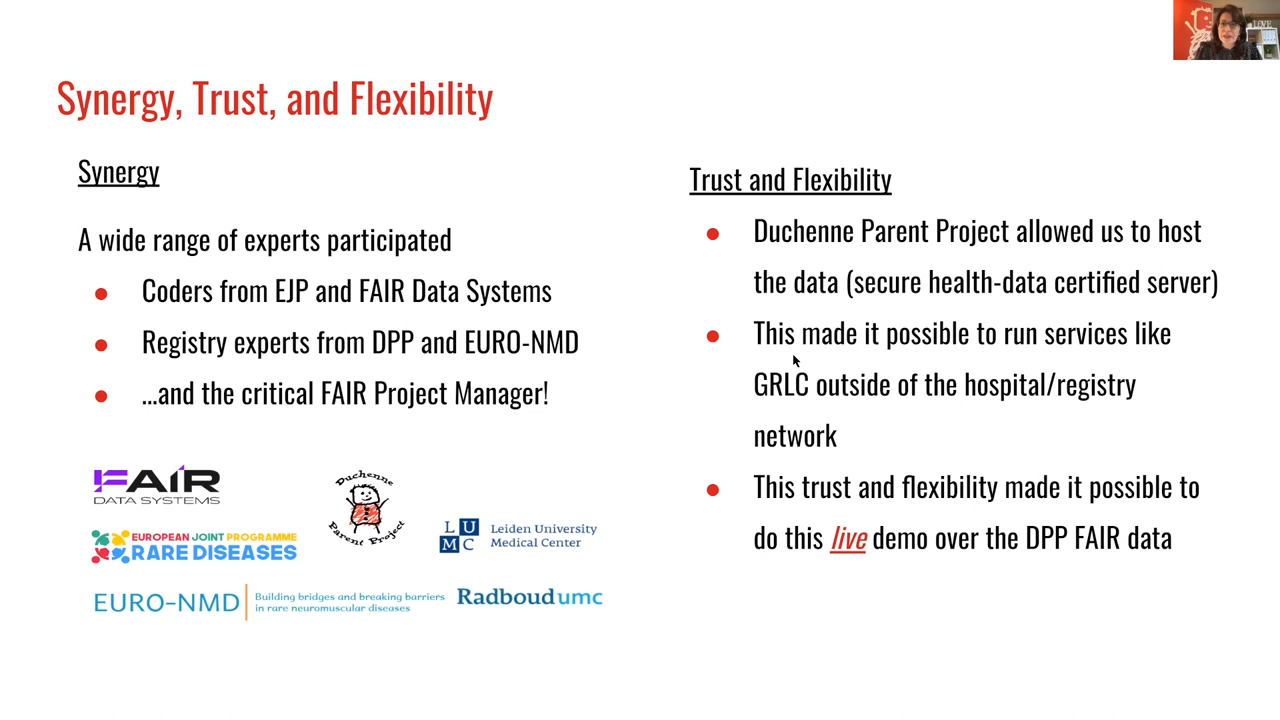 Synergy, Trust, and Flexibility
Synergy
A wide range of experts participated
● Coders from EJP and FAIR Data Systems
● Registry experts from DPP and EURO-NMD
● ...and the critical FAIR Project Manager!
FAIR
DATA SYSTEMS
EUROPEAN JOINT PROGRAMME
RARE DISEASES
Duchenne
Parent Project
L U
M C
Leiden University
Medical Center
EURO-NMD
Building bridges and breaking barriers
in rare neuromuscular diseases
Radboudumc
Trust and Flexibility
● Duchenne Parent Project allowed us to host
the data (secure health-data certified server)
● This made it possible to run services like
GRLC outside of the hospital/registry
network
● This trust and flexibility made it possible to
do this live demo over the DPP FAIR data
LOVE